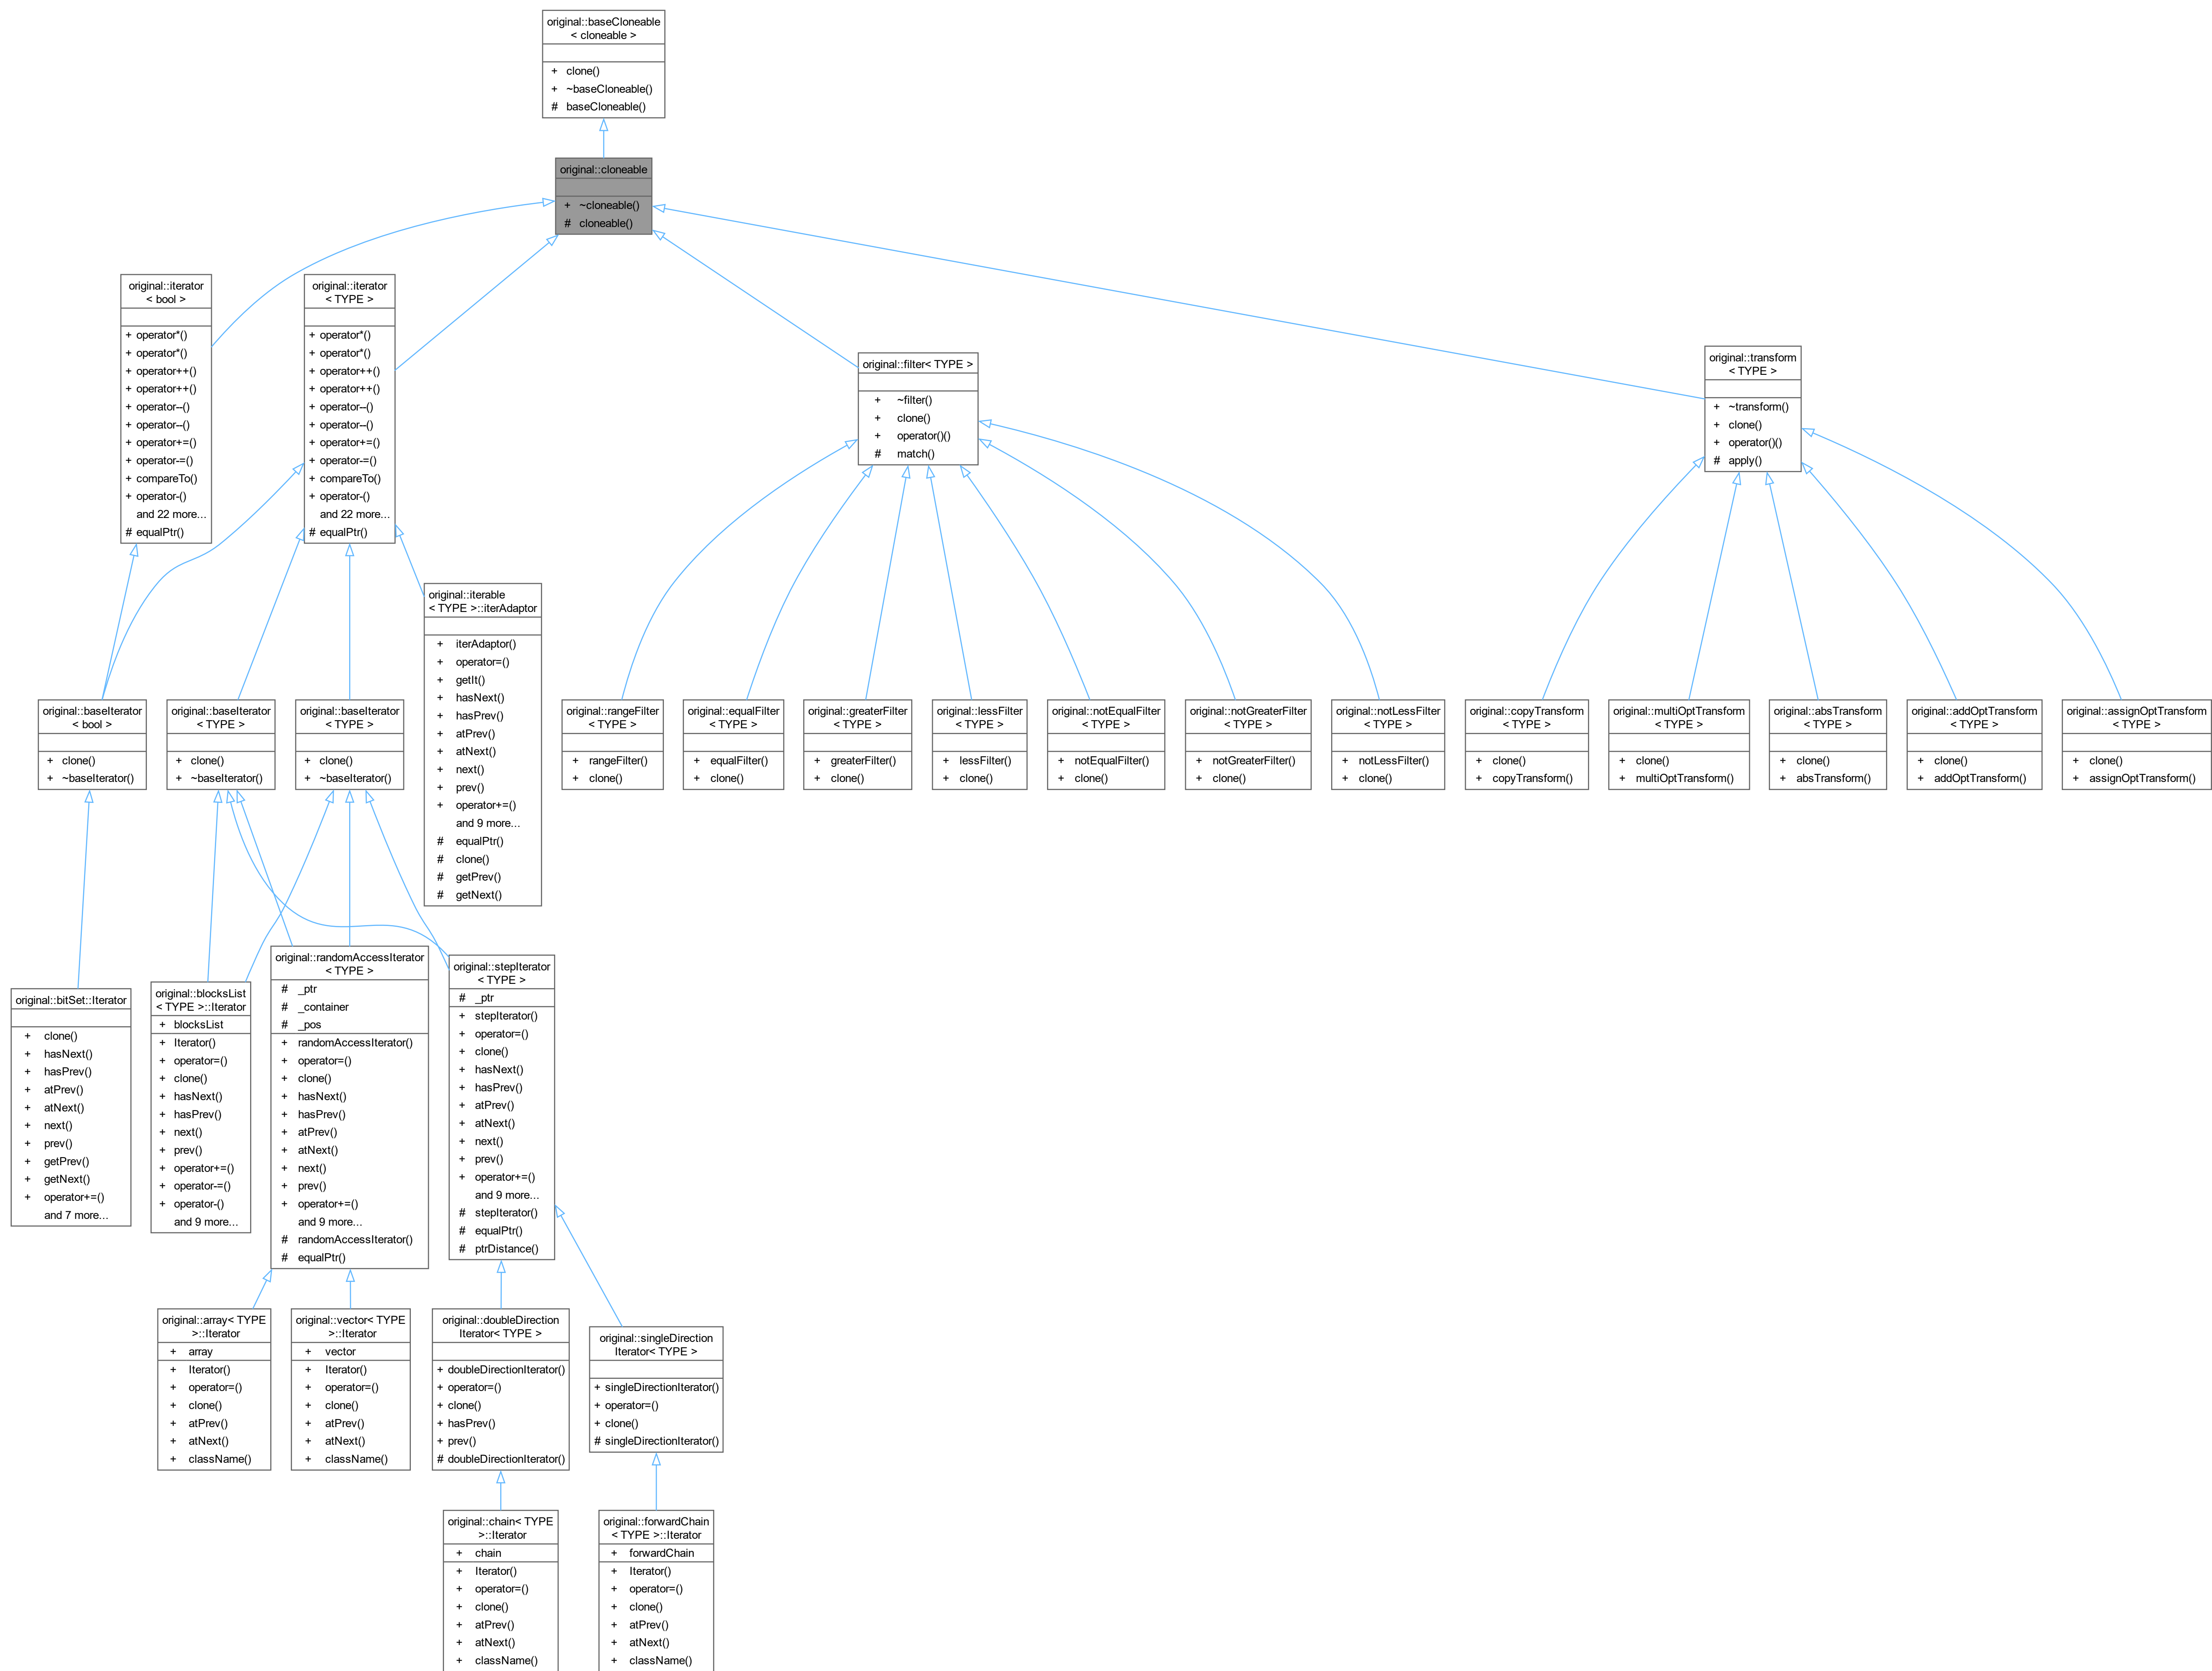 original::baseCloneable
< cloneable >
+ clone()
+ ~baseCloneable()
# baseCloneable()
original::cloneable
+ ~cloneable()
# cloneable()
original::iterator
< bool >
+ operator*()
+ operator*()
+ operator++()
+ operator++()
+ operator--()
+ operator--()
+ operator+=()
+ operator-=()
+ compareTo()
+ operator-()
and 22 more...
# equalPtr()
original::iterator
< TYPE >
+ operator*()
+ operator*()
+ operator++()
+ operator++()
+ operator--()
+ operator--()
+ operator+=()
+ operator-=()
+ compareTo()
+ operator-()
and 22 more...
# equalPtr()
original::filter< TYPE >
+ ~filter()
+ clone()
+ operator()()
# match()
original::transform
< TYPE >
+ ~transform()
+ clone()
+ operator()()
# apply()
original::iterable
< TYPE >::iterAdaptor
+ iterAdaptor()
+ operator=()
+ getIt()
+ hasNext()
+ hasPrev()
+ atPrev()
+ atNext()
+ next()
+ prev()
+ operator+=()
and 9 more...
# equalPtr()
# clone()
# getPrev()
# getNext()
original::baseIterator
< bool >
+ clone()
+ ~baseIterator()
original::baseIterator
< TYPE >
+ clone()
+ ~baseIterator()
original::baseIterator
< TYPE >
+ clone()
+ ~baseIterator()
original::rangeFilter
< TYPE >
+ rangeFilter()
+ clone()
original::equalFilter
< TYPE >
+ equalFilter()
+ clone()
original::greaterFilter
< TYPE >
+ greaterFilter()
+ clone()
original::lessFilter
< TYPE >
+ lessFilter()
+ clone()
original::notEqualFilter
< TYPE >
+ notEqualFilter()
+ clone()
original::notGreaterFilter
< TYPE >
+ notGreaterFilter()
+ clone()
original::notLessFilter
< TYPE >
+ notLessFilter()
+ clone()
original::copyTransform
< TYPE >
+ clone()
+ copyTransform()
original::multiOptTransform
< TYPE >
+ clone()
+ multiOptTransform()
original::absTransform
< TYPE >
+ clone()
+ absTransform()
original::addOptTransform
< TYPE >
+ clone()
+ addOptTransform()
original::assignOptTransform
< TYPE >
+ clone()
+ assignOptTransform()
original::bitSet::Iterator
+ clone()
+ hasNext()
+ hasPrev()
+ atPrev()
+ atNext()
+ next()
+ prev()
+ getPrev()
+ getNext()
+ operator+=()
and 7 more...
original::blocksList
< TYPE >::Iterator
+ blocksList
+ Iterator()
+ operator=()
+ clone()
+ hasNext()
+ hasPrev()
+ next()
+ prev()
+ operator+=()
+ operator-=()
+ operator-()
and 9 more...
original::randomAccessIterator
< TYPE >
# _ptr
# _container
# _pos
+ randomAccessIterator()
+ operator=()
+ clone()
+ hasNext()
+ hasPrev()
+ atPrev()
+ atNext()
+ next()
+ prev()
+ operator+=()
and 9 more...
# randomAccessIterator()
# equalPtr()
original::stepIterator
< TYPE >
# _ptr
+ stepIterator()
+ operator=()
+ clone()
+ hasNext()
+ hasPrev()
+ atPrev()
+ atNext()
+ next()
+ prev()
+ operator+=()
and 9 more...
# stepIterator()
# equalPtr()
# ptrDistance()
original::array< TYPE
>::Iterator
+ array
+ Iterator()
+ operator=()
+ clone()
+ atPrev()
+ atNext()
+ className()
original::vector< TYPE
>::Iterator
+ vector
+ Iterator()
+ operator=()
+ clone()
+ atPrev()
+ atNext()
+ className()
original::doubleDirection
Iterator< TYPE >
+ doubleDirectionIterator()
+ operator=()
+ clone()
+ hasPrev()
+ prev()
# doubleDirectionIterator()
original::singleDirection
Iterator< TYPE >
+ singleDirectionIterator()
+ operator=()
+ clone()
# singleDirectionIterator()
original::chain< TYPE
>::Iterator
+ chain
+ Iterator()
+ operator=()
+ clone()
+ atPrev()
+ atNext()
+ className()
original::forwardChain
< TYPE >::Iterator
+ forwardChain
+ Iterator()
+ operator=()
+ clone()
+ atPrev()
+ atNext()
+ className()